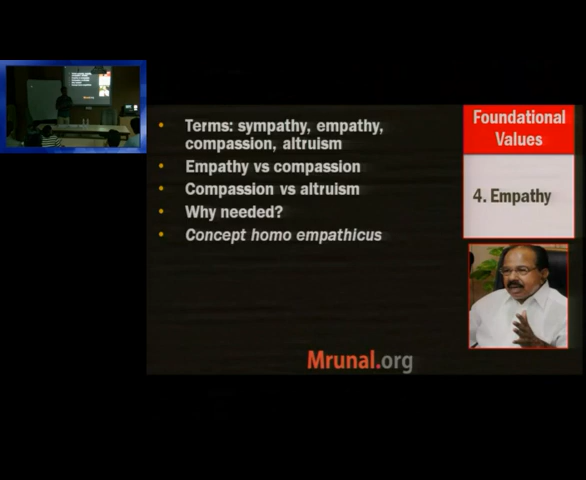 • Terms: sympathy, empathy,
compassion, altruism
• Empathy vs compassion
• Compassion vs altruism
• Why needed?
• Concept homo empathicus
Foundational
Values
4. Empathy
Mrunal.org